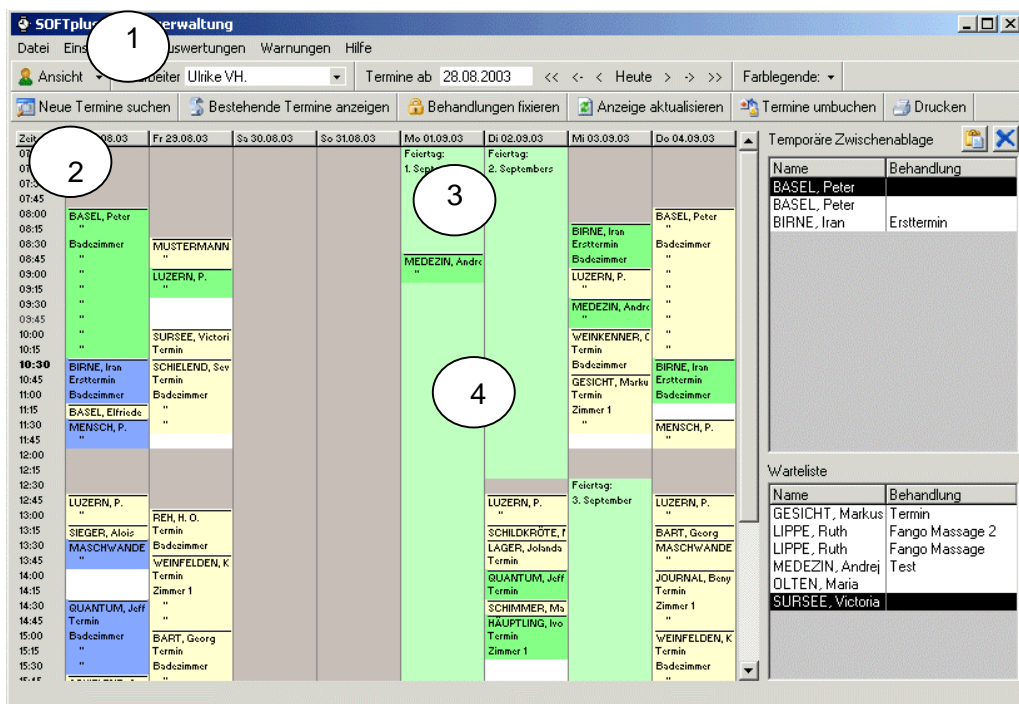 SOFTplus erwaltung
1
Datei Eins uswertungen Warnungen Hilfe
Ansicht rbeiter Ulrike VH. Termine ab 28.08.2003 << <- < Heute > -> >> Farblegende:
Neue Termine suchen Bestehende Termine anzeigen Behandlungen fixieren Anzeige aktualisieren Termine umbuchen Drucken
Zeit 08.03 Fr 29.08.03 Sa 30.08.03 So 31.08.03 Mo 01.09.03 Di 02.09.03 Mi 03.09.03 Do 04.09.03
2
3
4
07:45
08:00
08:15
08:30
08:45
09:00
09:15
09:30
09:45
10:00
10:15
10:30
10:45
11:00
11:15
11:30
11:45
12:00
12:15
12:30
12:45
13:00
13:15
13:30
13:45
14:00
14:15
14:30
14:45
15:00
15:15
15:30
15:45
BASEL, Peter
"
Badezimmer
"
"
"
"
"
"
"
BIRNE, Iran
Ersttermin
Badezimmer
BASEL, Elfriede
MENSCH, P.
"
LUZERN, P.
"
SIEGER, Alois
MASCHWANDE
"
QUANTUM, Jeff
Termin
Badezimmer
"
"
MUSTERMANN
"
LUZERN, P.
"
SURSEE, Victori
Termin
SCHIELEND, Sev
Termin
Badezimmer
"
"
REH, H. O.
Termin
Badezimmer
WEINFELDEN, K
Termin
Zimmer 1
"
"
BART, Georg
Termin
Badezimmer
"
Feiertag:
1. Sept
MEDEZIN, Andre
"
Feiertag:
2. Septembers
LUZERN, P.
"
SCHILDKRÖTE, M
LAGER, Jolanda
Termin
QUANTUM, Jeff
Termin
SCHIMMER, Ma
HÄUPTLING, Ivo
Termin
Zimmer 1
BIRNE, Iran
Ersttermin
Badezimmer
LUZERN, P.
"
MEDEZIN, Andre
"
WEINKENNER, C
Termin
Badezimmer
GESICHT, Marku
Termin
Zimmer 1
"
Feiertag:
3. September
BASEL, Peter
"
Badezimmer
"
"
"
"
"
"
"
BIRNE, Iran
Ersttermin
Badezimmer
MENSCH, P.
"
LUZERN, P.
"
BART, Georg
MASCHWANDE
"
JOURNAL, Beny
Termin
Zimmer 1
"
WEINFELDEN, K
Termin
Badezimmer
"
Temporäre Zwischenablage
Name Behandlung
BASEL, Peter
BASEL, Peter
BIRNE, Iran Ersttermin
Warteliste
Name Behandlung
GESICHT, Markus Termin
LIPPE, Ruth Fango Massage 2
LIPPE, Ruth Fango Massage
MEDEZIN, Andrej Test
OLTEN, Maria
SURSEE, Victoria